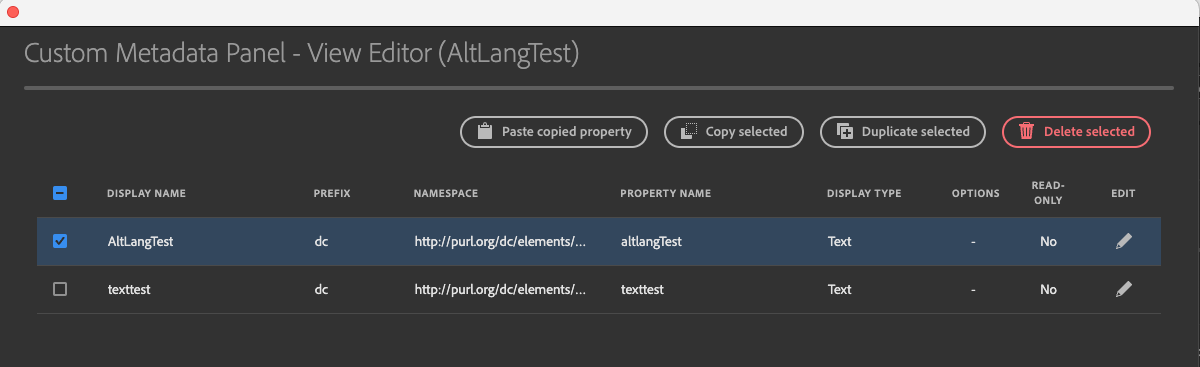 Custom Metadata Panel - View Editor (AltLangTest)
Paste copied property Copy selected Duplicate selected Delete selected
DISPLAY NAME PREFIX NAMESPACE PROPERTY NAME DISPLAY TYPE OPTIONS READ-ONLY EDIT
AltLangTest dc http://purl.org/dc/elements/... altlangTest Text - No
texttest dc http://purl.org/dc/elements/... texttest Text - No